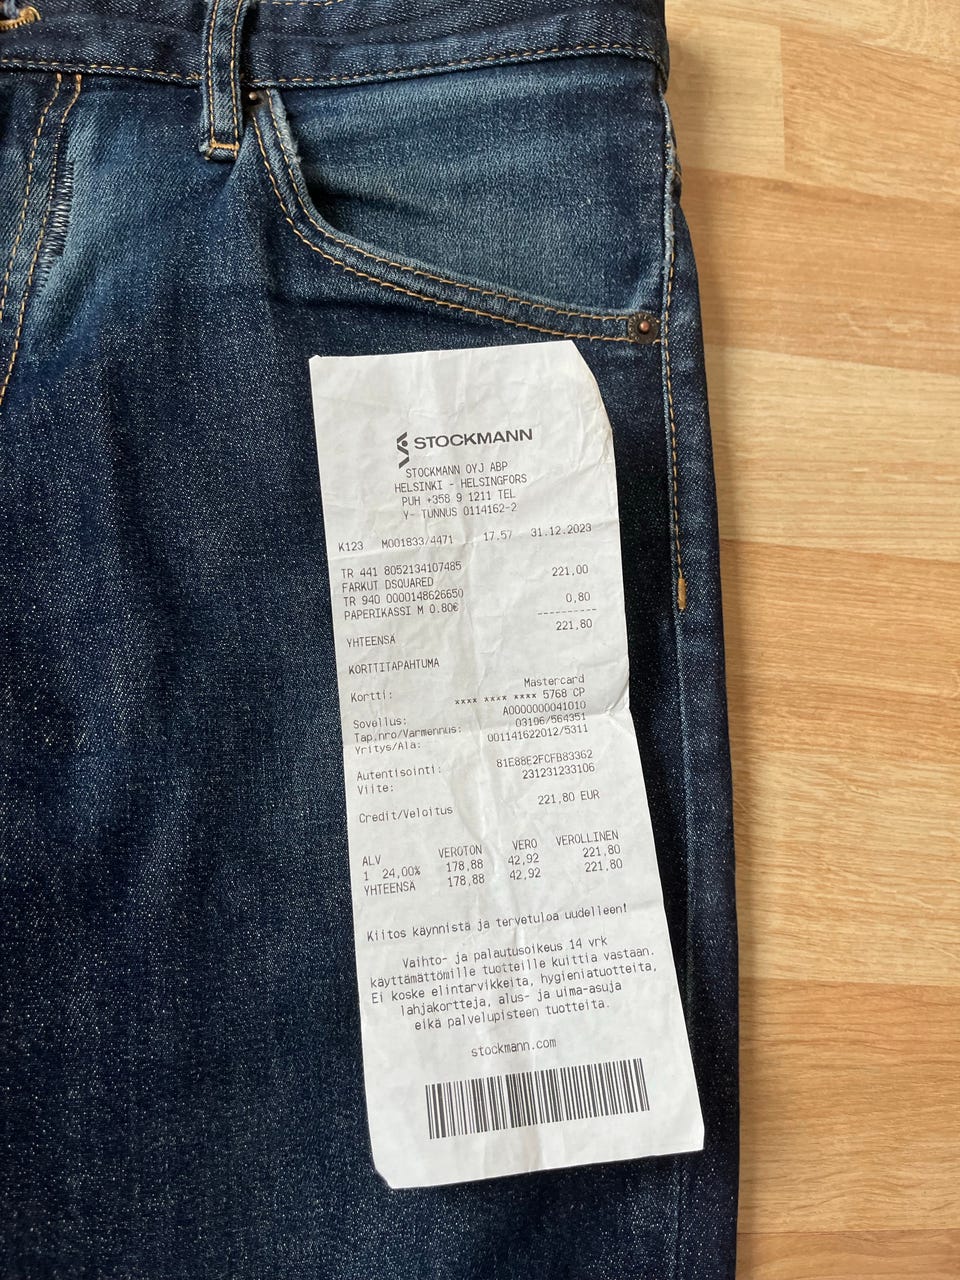 STOCKMANN
STOCKMANN OYJ ABP
HELSINKI - HELSINGFORS
PUH +358 9 1211 TEL
Y- TUNNUS 0114162-2
K123 M001833/4471 17.57 31.12.2023
TR 441 8052134107485
FARKUT DSQUARED 221,00
TR 940 0000148626650
PAPERIKASSI M 0.80€ 0,80
----------
YHTEENSÄ 221,80
KORTTITAPAHTUMA
Kortti: Mastercard
**** **** **** 5768 CP
Sovellus: A0000000041010
Tap.nro/Varmennus: 03196/564351
Yritys/Ala: 001141622012/5311
Autentisointi: 81E88E2FCFB83362
Viite: 231231233106
Credit/Veloitus 221,80 EUR
ALV VEROTON VERO VEROLLINEN
1 24,00% 178,88 42,92 221,80
YHTEENSÄ 178,88 42,92 221,80
Kiitos käynnistä ja tervetuloa uudelleen!
Vaihto- ja palautusoikeus 14 vrk
käyttämättömille tuotteille kuittia vastaan.
Ei koske elintarvikkeita, hygieniatuotteita,
lahjakortteja, alus- ja uima-asuja
eikä palvelupisteen tuotteita.
stockmann.com